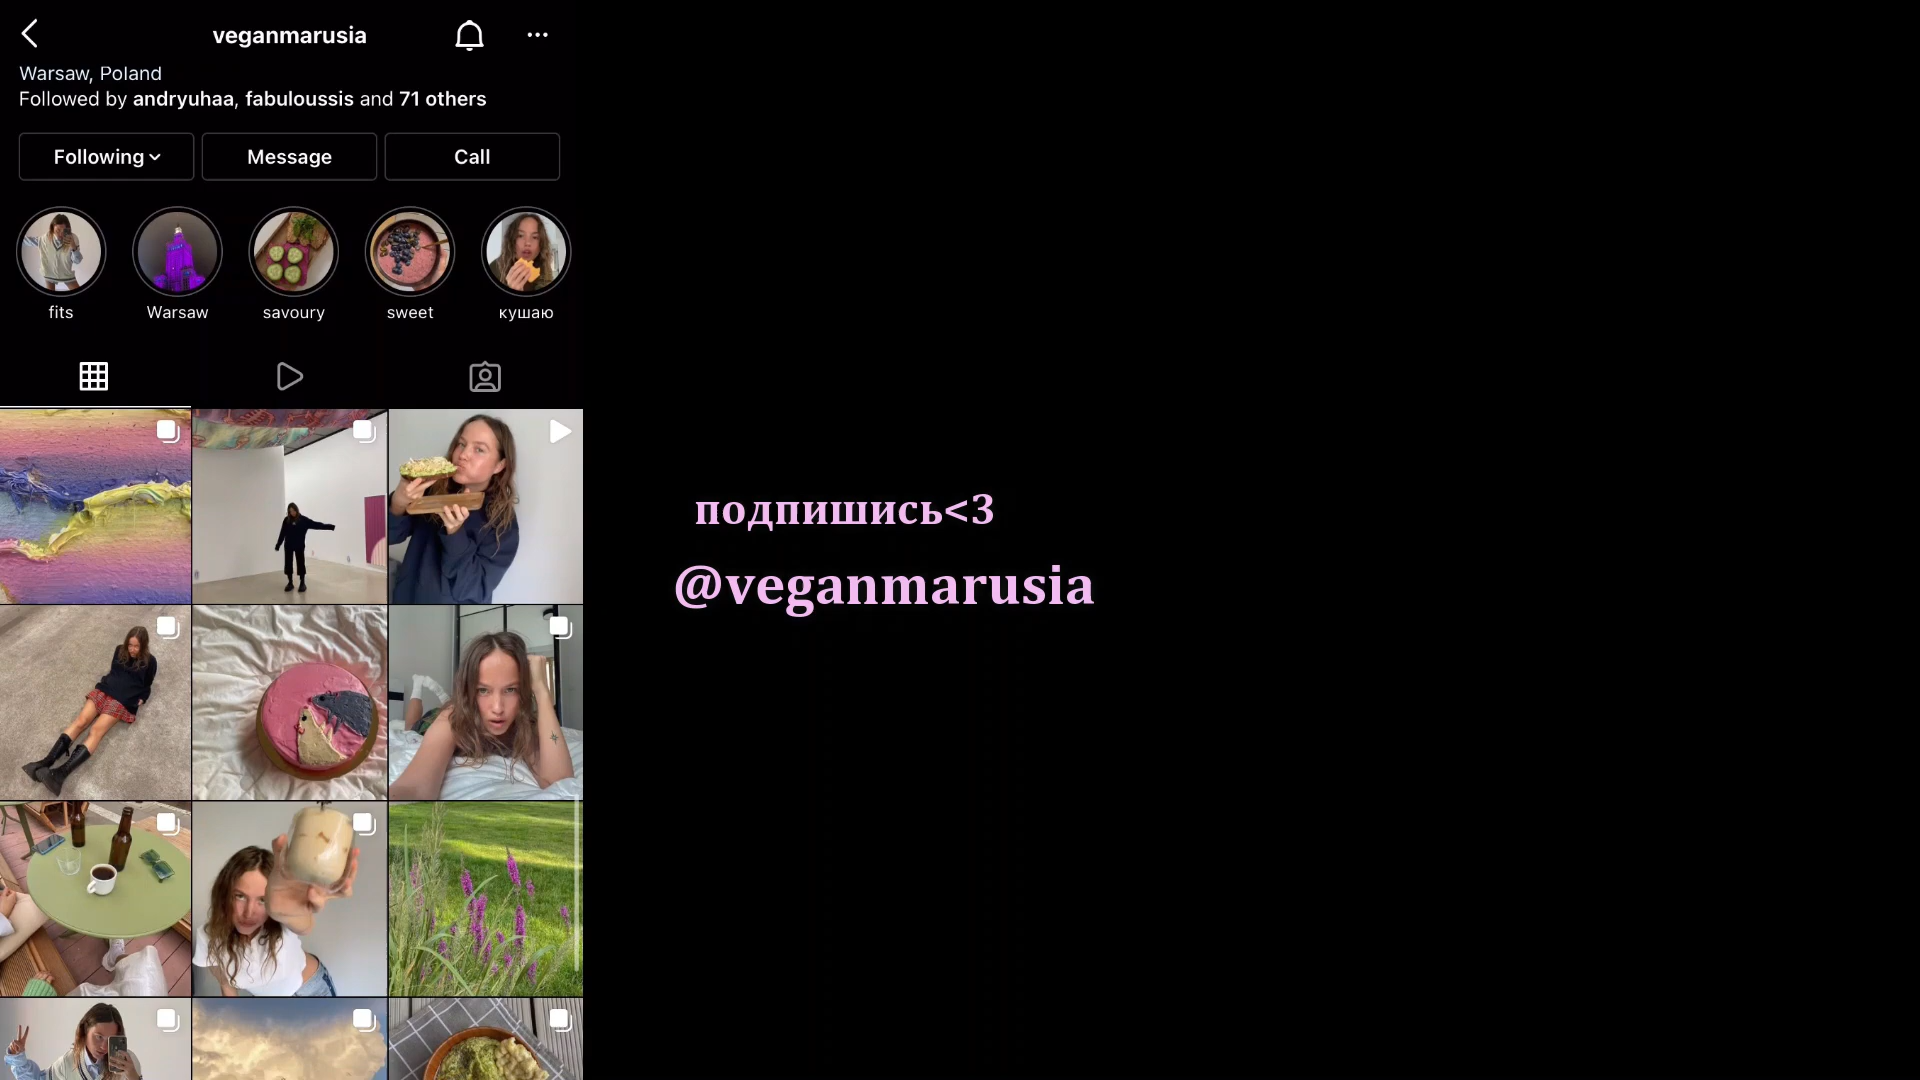 veganmarusia
Warsaw, Poland
Followed by andryuhaa, fabuloussis and 71 others
Following
Message
Call
fits
Warsaw
savoury
sweet
кушаю
подпишись<3
@veganmarusia